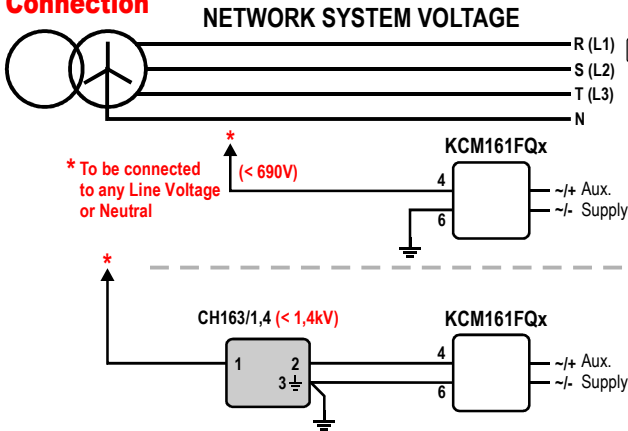 Connection
NETWORK SYSTEM VOLTAGE
R (L1)
S (L2)
T (L3)
N
*
* To be connected
to any Line Voltage
or Neutral
(< 690V)
KCM161FQx
4
6
~/+ Aux.
~/- Supply
*
CH163/1,4 (< 1,4kV)
1
2
3
KCM161FQx
4
6
~/+ Aux.
~/- Supply